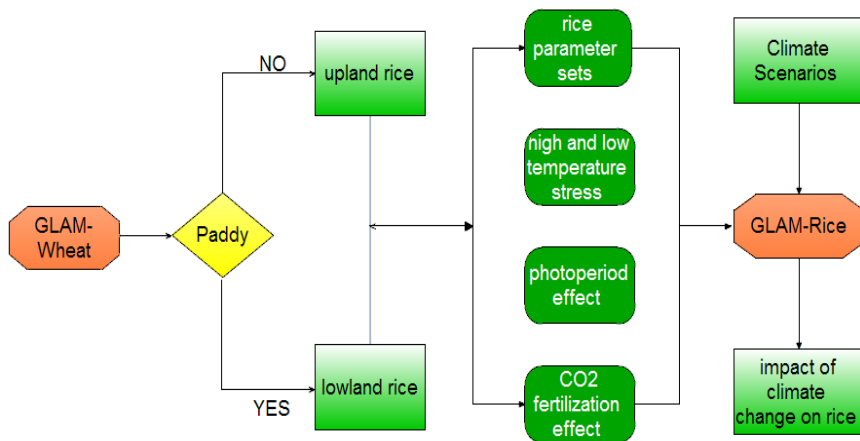 NO
upland rice
GLAM-
Wheat
Paddy
YES
lowland rice
rice
parameter
sets
nigh and low
temperature
stress
photoperiod
effect
CO2
fertilization
effect
Climate
Scenarios
GLAM-Rice
impact of
climate
change on rice